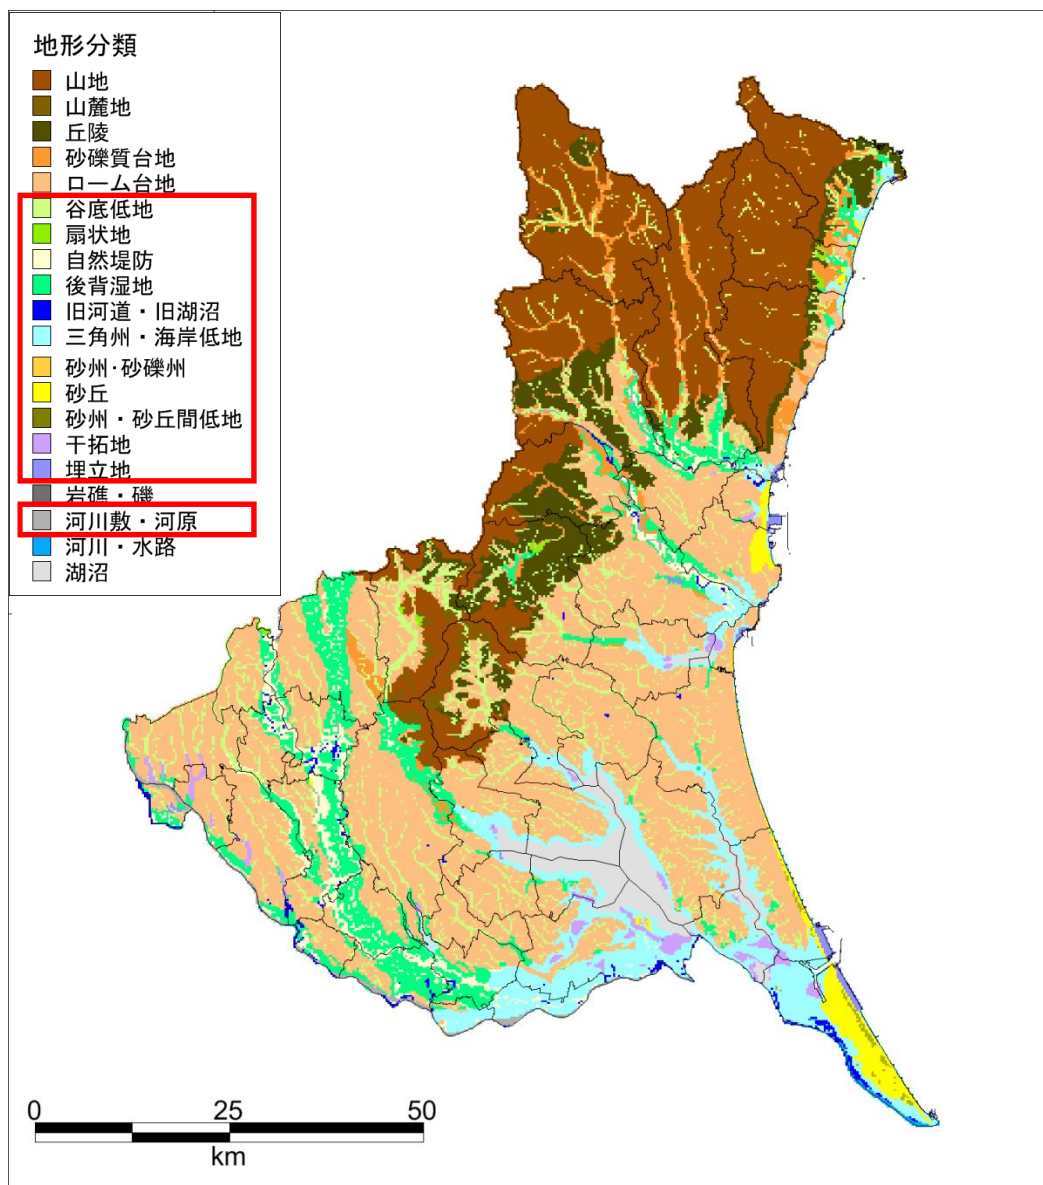 地形分類
山地
山麓地
丘陵
砂礫質台地
ローム台地
谷底低地
扇状地
自然堤防
後背湿地
旧河道・旧湖沼
三角州・海岸低地
砂州･砂礫州
砂丘
砂州・砂丘間低地
干拓地
埋立地
岩礁・磯
河川敷・河原
河川・水路
湖沼
0 25 50
km